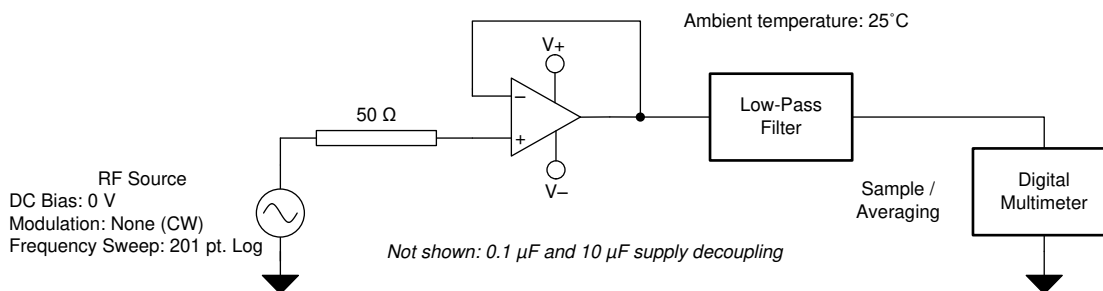 Ambient temperature: 25˚C
V+
−
50 Ω
+
V−
Low-Pass
Filter
RF Source
DC Bias: 0 V
Modulation: None (CW)
Frequency Sweep: 201 pt. Log
Not shown: 0.1 µF and 10 µF supply decoupling
Sample /
Averaging
Digital
Multimeter